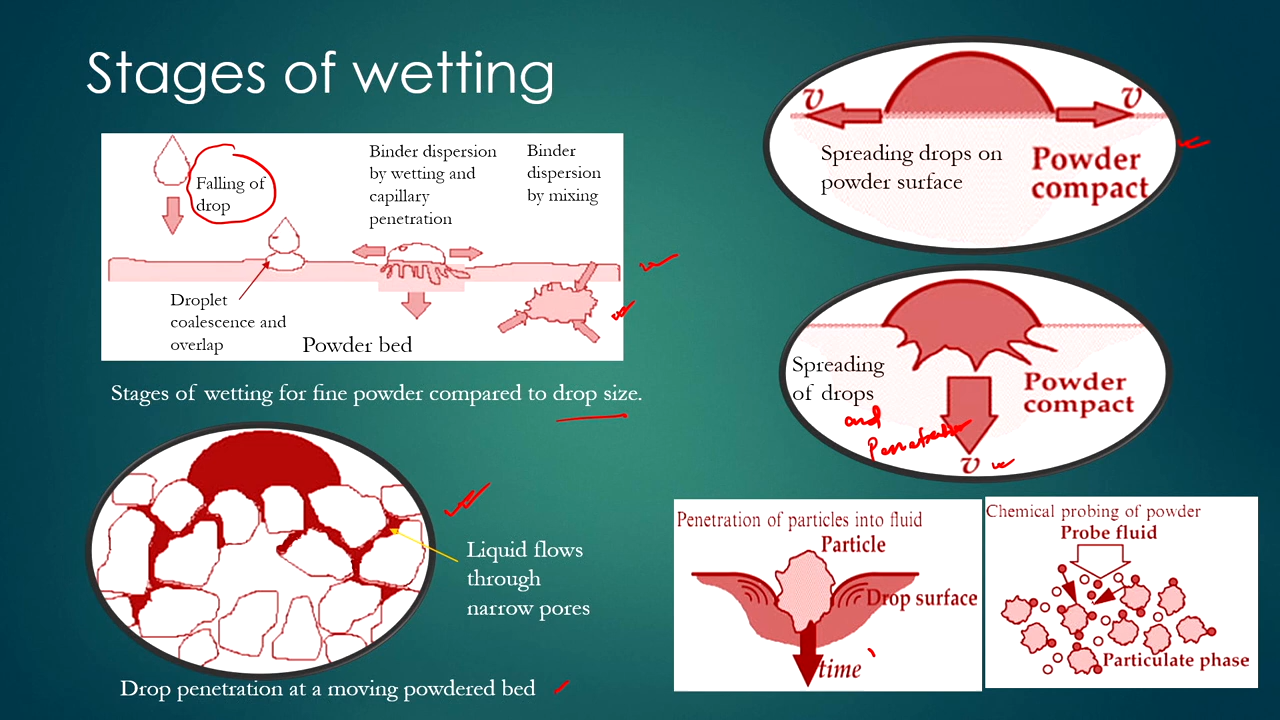 Stages of wetting
Falling of
drop
Binder dispersion
by wetting and
capillary
penetration
Binder
dispersion
by mixing
Droplet
coalescence and
overlap
Powder bed
Stages of wetting for fine powder compared to drop size.
Liquid flows
through
narrow pores
Drop penetration at a moving powdered bed
v
v
Spreading drops on
powder surface
Powder
compact
Spreading
of drops
and
Penetration
Powder
compact
v
Penetration of particles into fluid
Particle
Drop surface
time
Chemical probing of powder
Probe fluid
Particulate phase